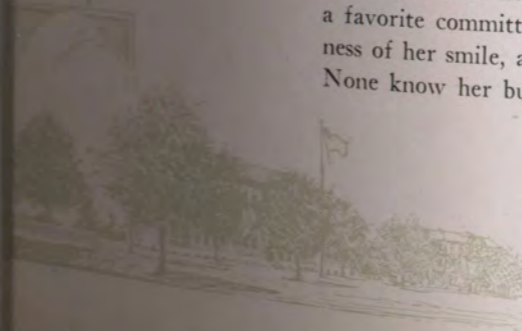 a favorite committ
ness of her smile, a
None know her bu